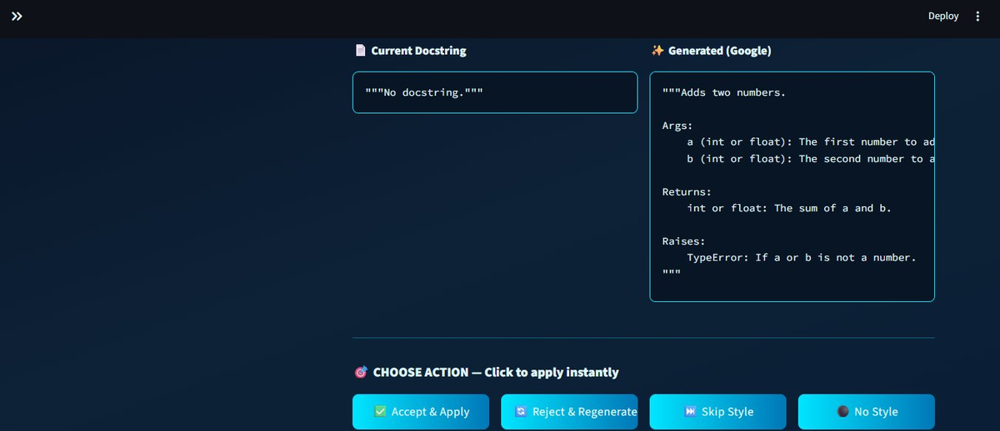 Deploy
Current Docstring
"""No docstring."""
Generated (Google)
"""Adds two numbers.
Args:
a (int or float): The first number to
b (int or float): The second number to
Returns:
int or float: The sum of a and b.
Raises:
TypeError: If a or b is not a number.
"""
CHOOSE ACTION — Click to apply instantly
Accept & Apply
Reject & Regenerate
Skip Style
No Style